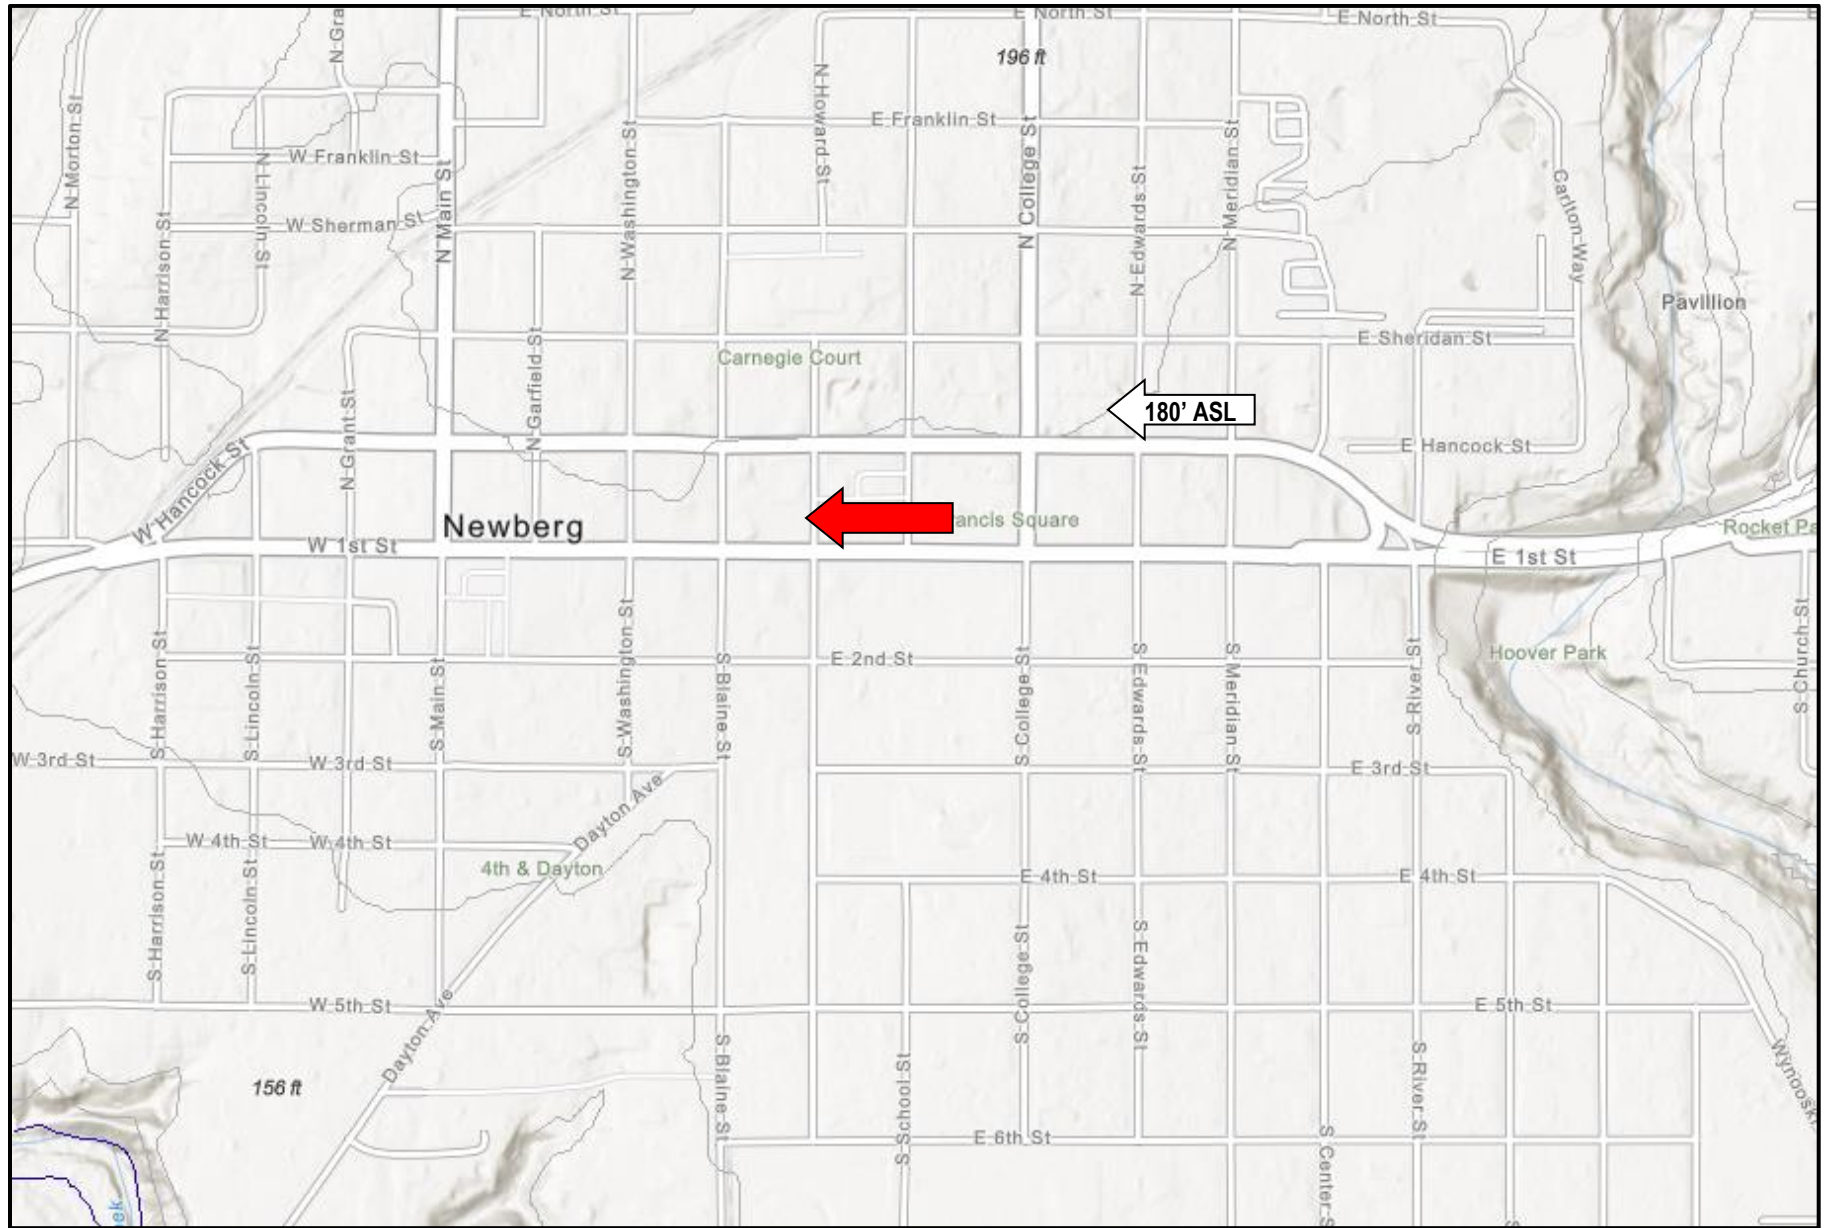 E North St
E North St
E North St
196 ft
N Morton St
N Howard St
E Franklin St
W Franklin St
N Lincoln St
N Main St
N Washington St
N College St
N Edwards St
N Meridian St
Carlton Way
W Sherman St
N Harrison St
Pavillion
E Sheridan St
Carnegie Court
N Garfield St
N Grant St
180' ASL
E Hancock St
W Hancock St
Newberg
ancis Square
Rocket Pa
W 1st St
E 1st St
S Harrison St
S Lincoln St
S Main St
S Washington St
S Blaine St
E 2nd St
S College St
S Edwards St
S Meridian St
S River St
Hoover Park
S Church St
W 3rd St
W 3rd St
E 3rd St
Dayton Ave
W 4th St
W 4th St
4th & Dayton
E 4th St
E 4th St
S Harrison St
S Lincoln St
S College St
S Edwards St
W 5th St
E 5th St
Dayton Ave
156 ft
S Blaine St
S School St
S River St
Wynooski
E 6th St
S Center S
eek